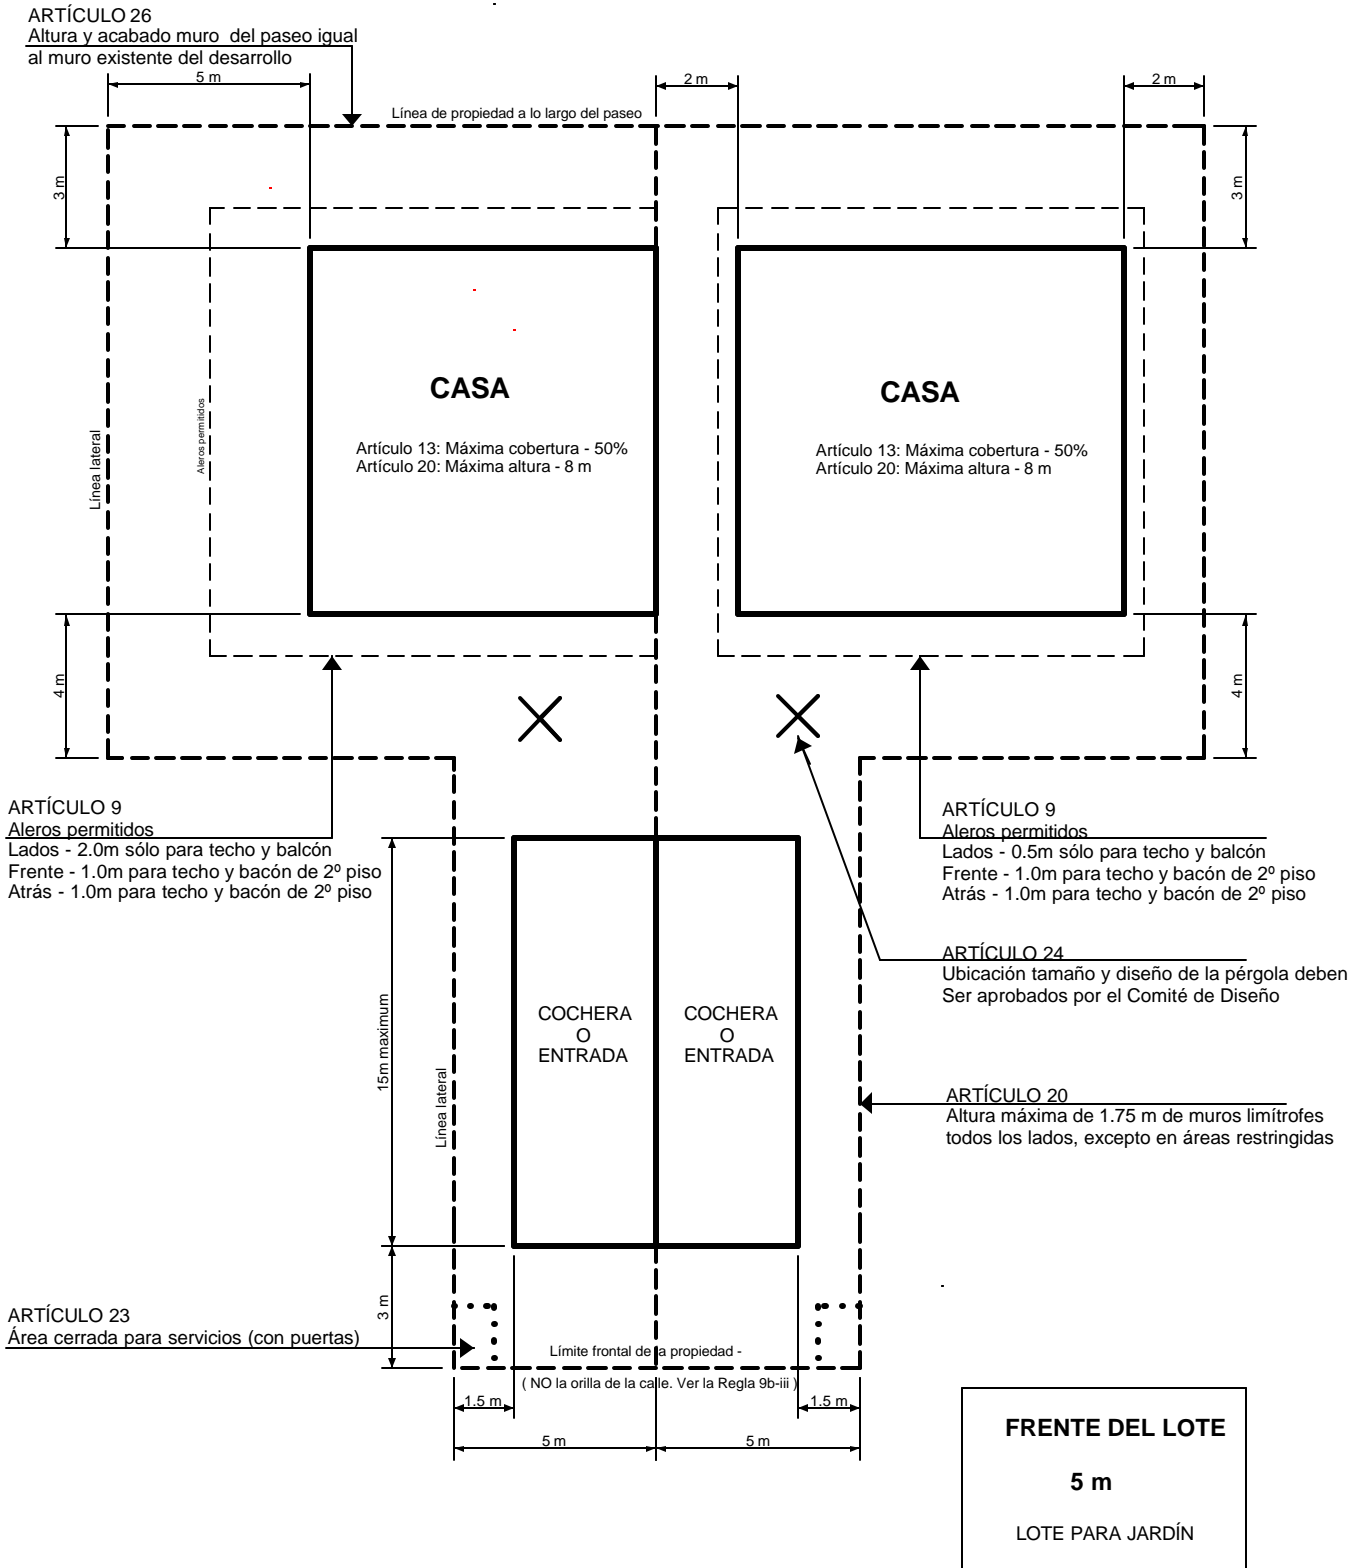 ARTÍCULO 26
Altura y acabado muro del paseo igual
al muro existente del desarrollo
5 m
2 m
2 m
Línea de propiedad a lo largo del paseo
3 m
3 m
Línea lateral
Aleros permitidos
CASA
Artículo 13: Máxima cobertura - 50%
Artículo 20: Máxima altura - 8 m
CASA
Artículo 13: Máxima cobertura - 50%
Artículo 20: Máxima altura - 8 m
4 m
4 m
ARTÍCULO 9
Aleros permitidos
Lados - 2.0m sólo para techo y balcón
Frente - 1.0m para techo y bacón de 2º piso
Atrás - 1.0m para techo y bacón de 2º piso
ARTÍCULO 9
Aleros permitidos
Lados - 0.5m sólo para techo y balcón
Frente - 1.0m para techo y bacón de 2º piso
Atrás - 1.0m para techo y bacón de 2º piso
ARTÍCULO 24
Ubicación tamaño y diseño de la pérgola deben
Ser aprobados por el Comité de Diseño
15m maximum
Línea lateral
COCHERA
O
ENTRADA
COCHERA
O
ENTRADA
ARTÍCULO 20
Altura máxima de 1.75 m de muros limítrofes
todos los lados, excepto en áreas restringidas
3 m
ARTÍCULO 23
Área cerrada para servicios (con puertas)
Límite frontal de la propiedad -
( NO la orilla de la calle. Ver la Regla 9b-iii )
1.5 m
1.5 m
5 m
5 m
FRENTE DEL LOTE
5 m
LOTE PARA JARDÍN